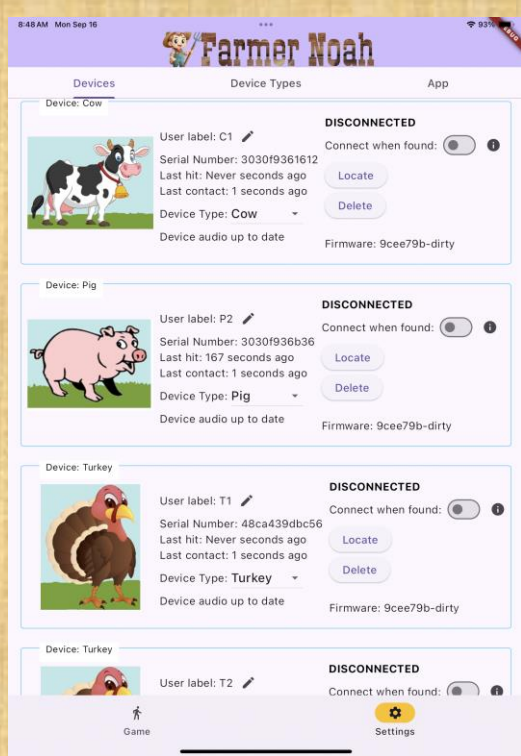 8:48 AM Mon Sep 16
93%
Farmer Noah
Devices Device Types App
Device: Cow
User label: C1
Serial Number: 3030f9361612
Last hit: Never seconds ago
Last contact: 1 seconds ago
Device Type: Cow
Device audio up to date
DISCONNECTED
Connect when found:
Locate
Delete
Firmware: 9cee79b-dirty
Device: Pig
User label: P2
Serial Number: 3030f936b36
Last hit: 167 seconds ago
Last contact: 1 seconds ago
Device Type: Pig
Device audio up to date
DISCONNECTED
Connect when found:
Locate
Delete
Firmware: 9cee79b-dirty
Device: Turkey
User label: T1
Serial Number: 48ca439dbc56
Last hit: Never seconds ago
Last contact: 1 seconds ago
Device Type: Turkey
Device audio up to date
DISCONNECTED
Connect when found:
Locate
Delete
Firmware: 9cee79b-dirty
Device: Turkey
User label: T2
DISCONNECTED
Connect when found:
Game
Settings